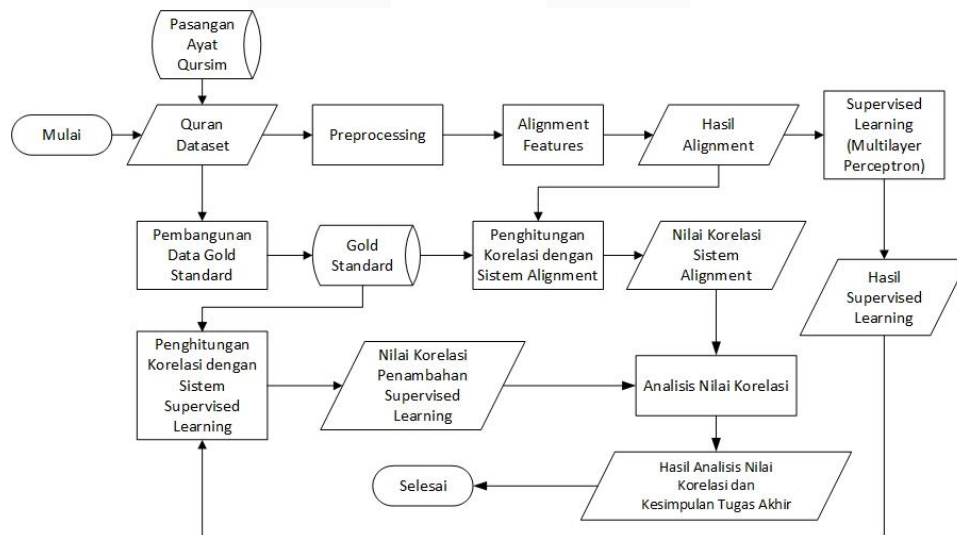 Pasangan
Ayat
Qursim
Mulai
Quran
Dataset
Preprocessing
Alignment
Features
Hasil
Alignment
Supervised
Learning
(Multilayer
Perceptron)
Pembangunan
Data Gold
Standard
Gold
Standard
Penghitungan
Korelasi dengan
Sistem Alignment
Nilai Korelasi
Sistem
Alignment
Hasil
Supervised
Learning
Penghitungan
Korelasi dengan
Sistem
Supervised
Learning
Nilai Korelasi
Penambahan
Supervised
Learning
Analisis Nilai Korelasi
Selesai
Hasil Analisis Nilai
Korelasi dan
Kesimpulan Tugas Akhir